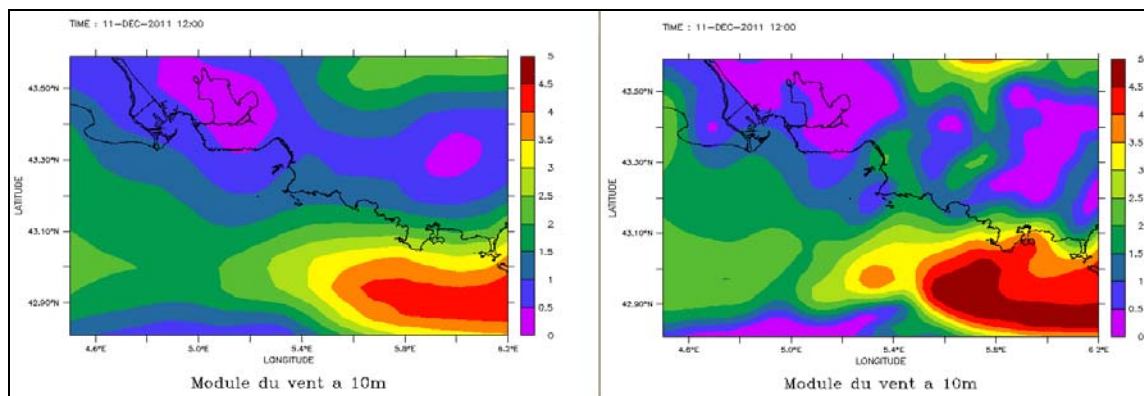 TIME : 11-DEC-2011 12:00
5
4.5
4
3.5
3
2.5
2
1.5
1
0.5
0
43.50°N
43.30°N
43.10°N
42.90°N
LATITUDE
4.6°E 5.0°E 5.4°E 5.8°E 6.2°E
LONGITUDE
Module du vent a 10m
TIME : 11-DEC-2011 12:00
5
4.5
4
3.5
3
2.5
2
1.5
1
0.5
0
43.50°N
43.30°N
43.10°N
42.90°N
LATITUDE
4.6°E 5.0°E 5.4°E 5.8°E 6.2°E
LONGITUDE
Module du vent a 10m